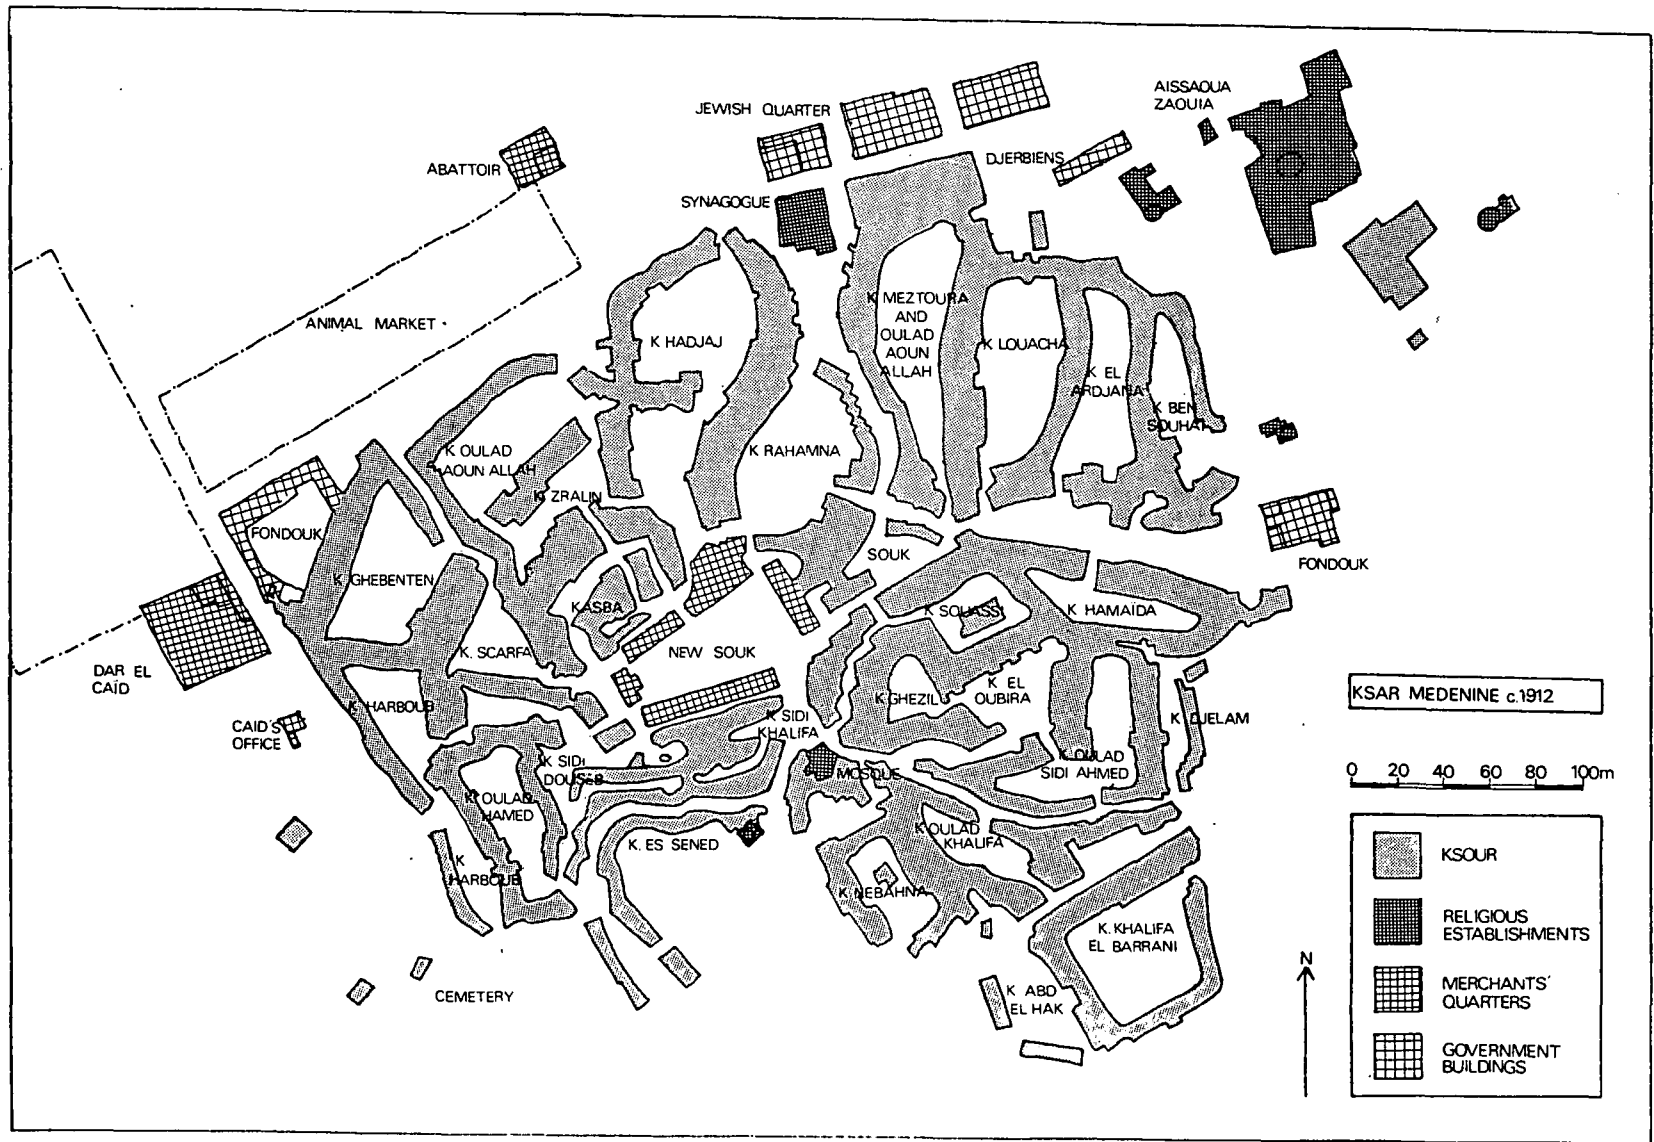 JEWISH QUARTER
AISSAOUA
ZAOUIA
ABATTOIR
DJERBIENS
SYNAGOGUE
ANIMAL MARKET
K MEZTOURA
AND
OULAD
AOUN
ALLAH
K HADJAJ
K LOUACHA
K EL
ARDJANA
K BEN
SOUHAI
K OULAD
AOUN ALLAH
K RAHAMNA
K ZRALIN
FONDOUK
SOUK
FONDOUK
K GHEBENTEN
KASBA
K SOUASSI
K HAMAÏDA
K. SCARFA
NEW SOUK
DAR EL
CAÏD
K GHEZIL
K EL
OUBIRA
KSAR MEDENINE c.1912
K HARBOUB
K SIDI
KHALIFA
K DJELAM
CAID'S
OFFICE
K SIDI
DOUSEB
MOSQUE
K OULAD
SIDI AHMED
0 20 40 60 80 100m
K OULAD
HAMED
K OULAD
KHALIFA
K. ES SENED
KSOUR
K
HARBOUB
K NEBAHNA
RELIGIOUS
ESTABLISHMENTS
K. KHALIFA
EL BARRANI
N
CEMETERY
K ABD
EL HAK
MERCHANTS'
QUARTERS
GOVERNMENT
BUILDINGS